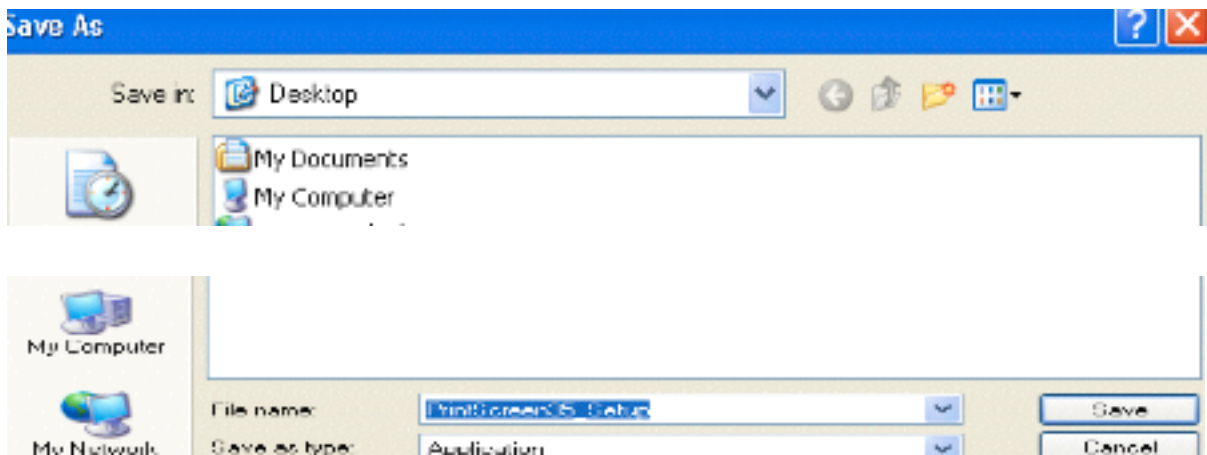 Save As
Save in: Desktop
My Documents
My Computer
My Computer
File name: PrintScreen35_Setup Save
My Network Save as type: Application Cancel